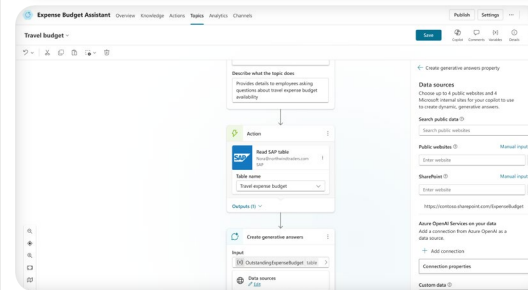 Expense Budget Assistant Overview Knowledge Actions Topics Analytics Channels
Publish Settings ...
Travel budget
Save
Copilot Comments Variables Details
Describe what the topic does
Provides details to employees asking
questions about travel expense budget
availability
Action
SAP
Read SAP table
SAP
Table name
Travel expense budget
Outputs (1)
Create generative answers
Input
{x} OutstandingExpenseBudget table
Data sources
Edit
Create generative answers property
Data sources
Choose up to 4 public websites and 4
Microsoft internal sites for your copilot to use
to create dynamic, generative answers.
Search public data
Search public websites
Public websites Manual input
Enter website
SharePoint Manual input
Enter website
https://contoso.sharepoint.com/ExpenseBudget
Azure OpenAI Services on your data
Add a connection from Azure OpenAI as a
data source.
+ Add connection
Connection properties
Custom data